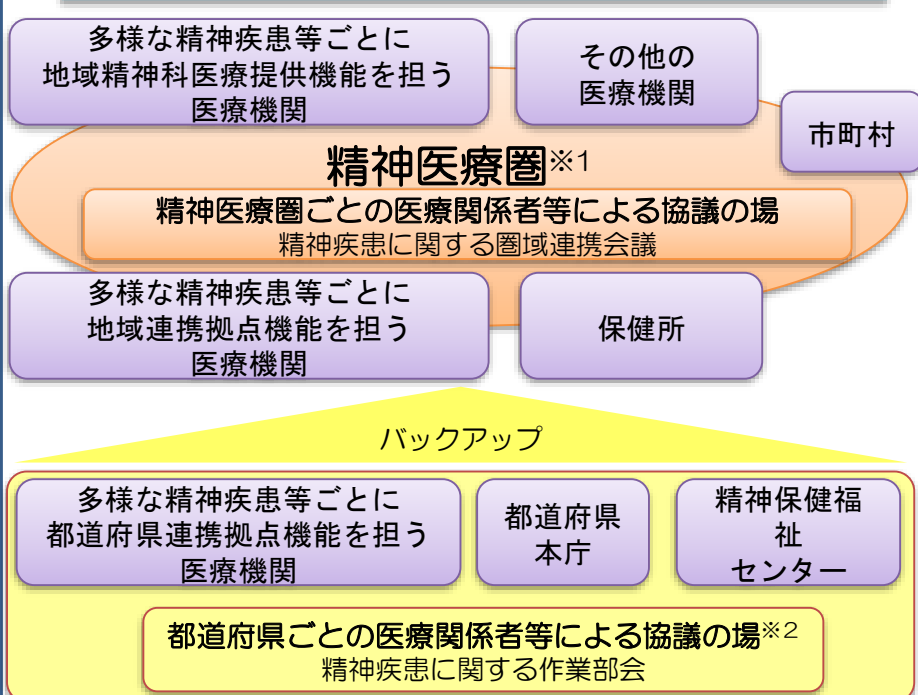 多様な精神疾患等ごとに
地域精神科医療提供機能を担う
医療機関
その他の
医療機関
市町村
精神医療圏※1
精神医療圏ごとの医療関係者等による協議の場
精神疾患に関する圏域連携会議
多様な精神疾患等ごとに
地域連携拠点機能を担う
医療機関
保健所
バックアップ
多様な精神疾患等ごとに
都道府県連携拠点機能を担う
医療機関
都道府県
本庁
精神保健福
祉
センター
都道府県ごとの医療関係者等による協議の場※2
精神疾患に関する作業部会